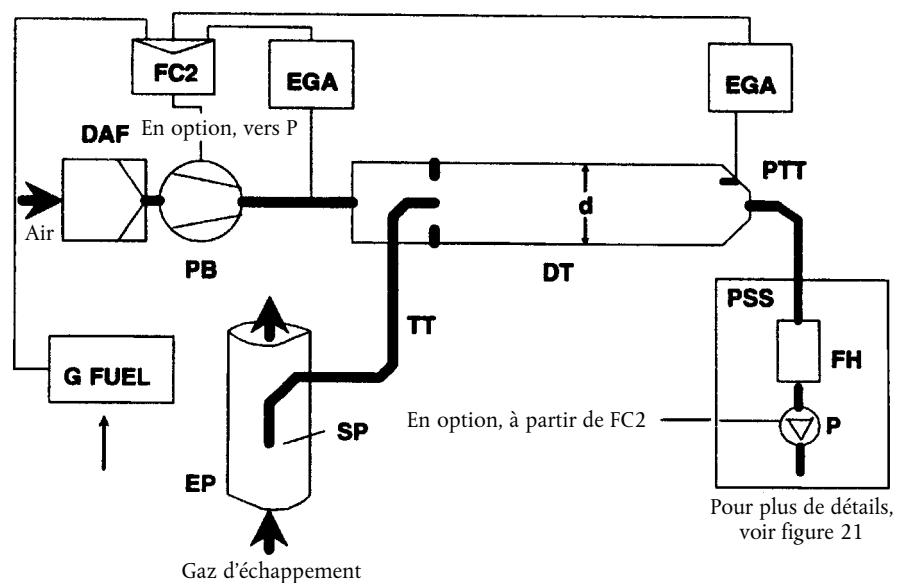 FC2
EGA
EGA
DAF
En option, vers P
PTT
Air
d
PB
DT
PSS
TT
FH
G FUEL
En option, à partir de FC2
P
SP
EP
Pour plus de détails,
voir figure 21
Gaz d'échappement